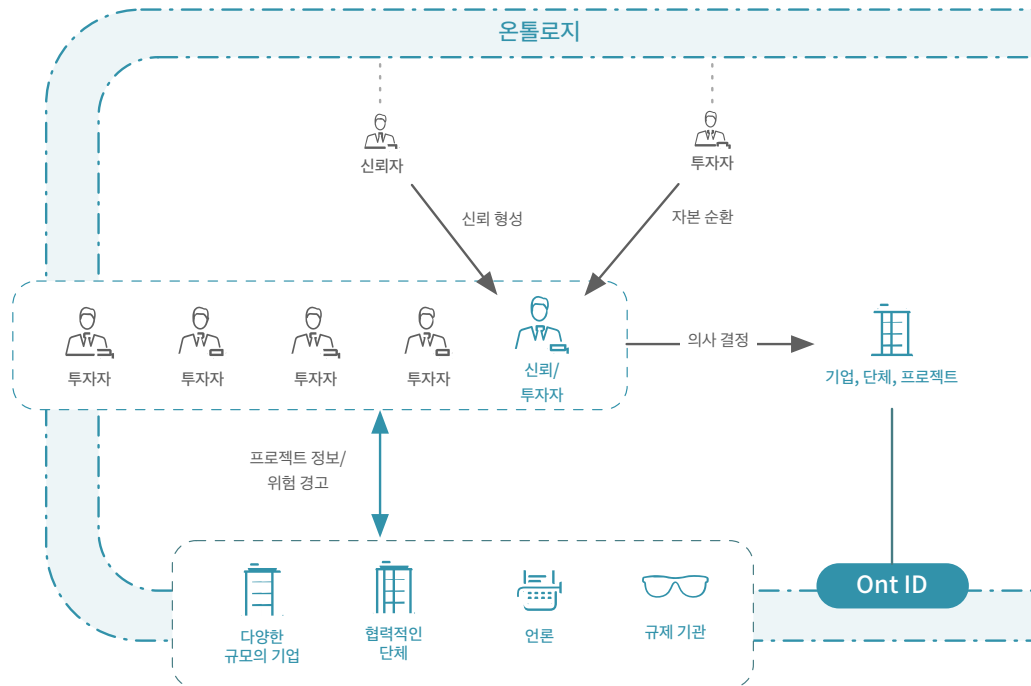 온톨로지
신뢰자
투자자
신뢰 형성
자본 순환
투자자
투자자
투자자
투자자
신뢰/
투자자
의사 결정
기업, 단체, 프로젝트
프로젝트 정보/
위험 경고
Ont ID
다양한
규모의 기업
협력적인
단체
언론
규제 기관